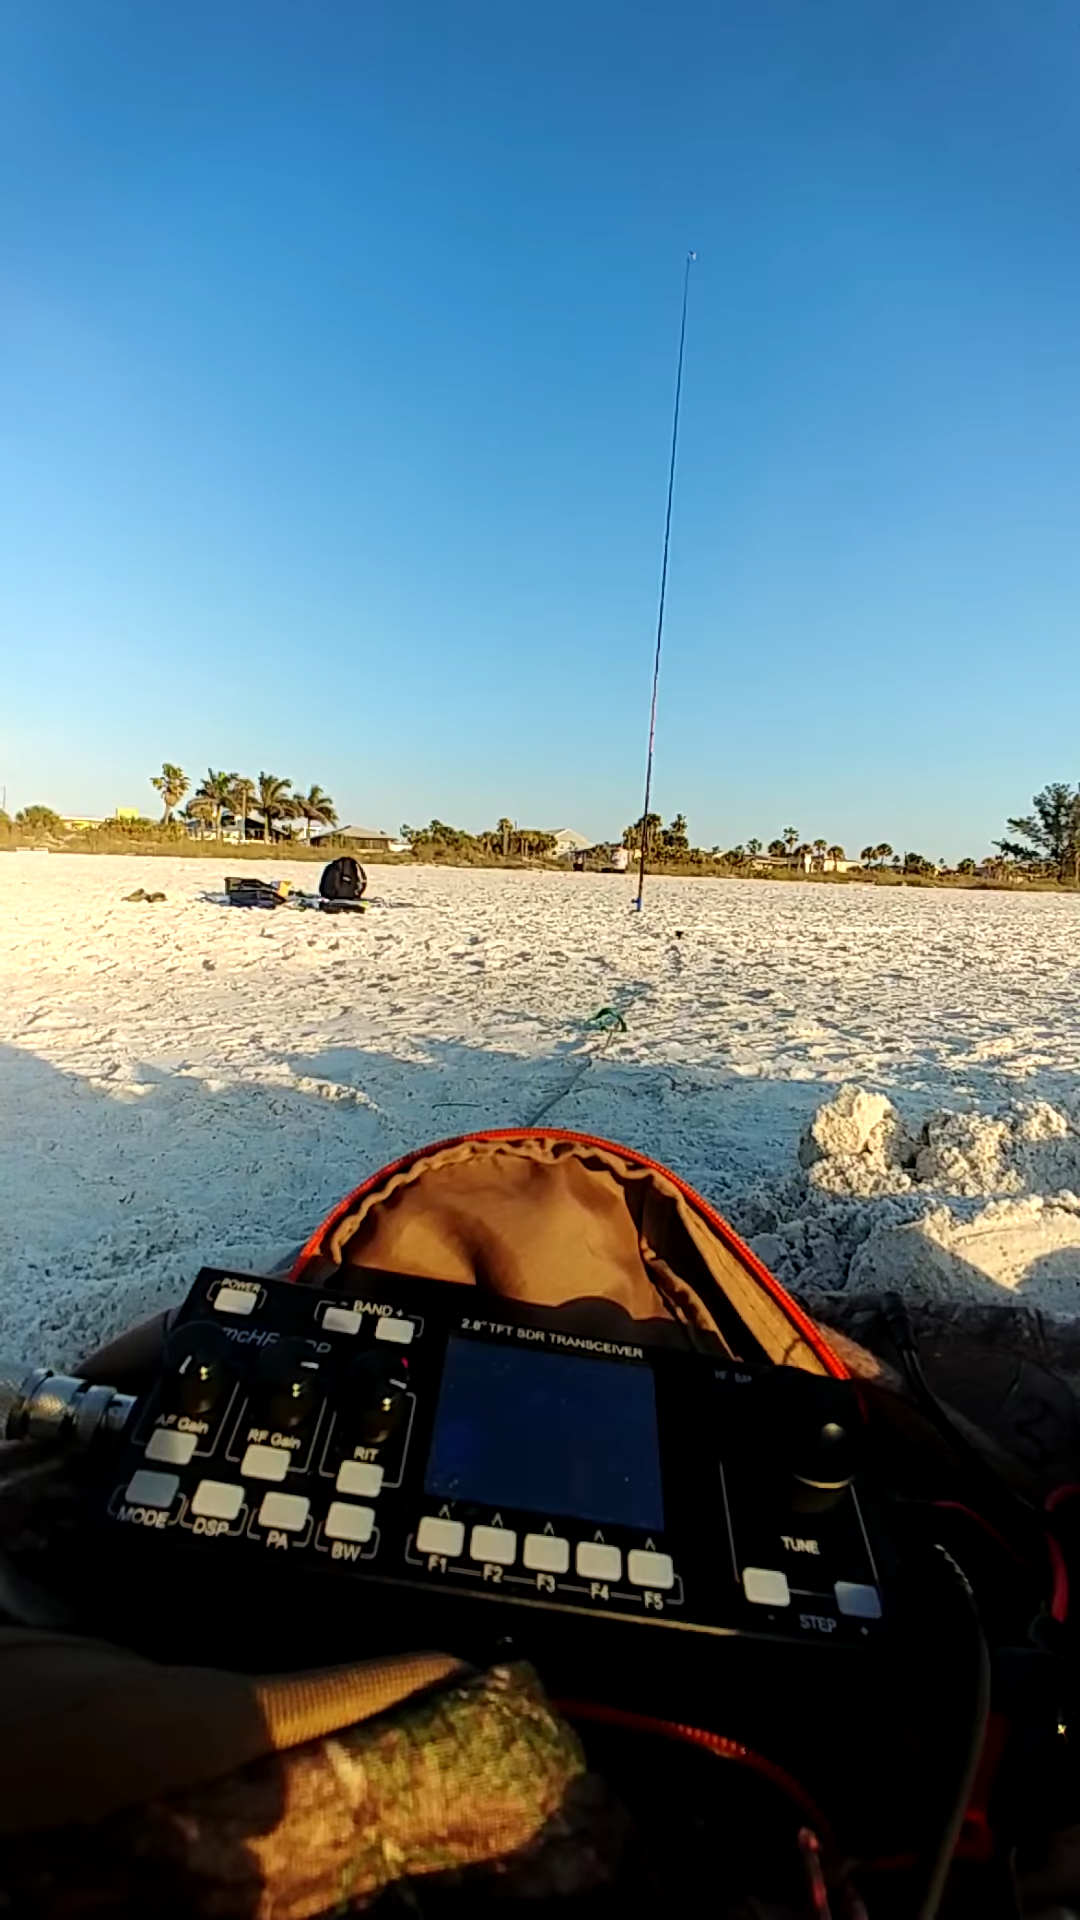 POWER
- BAND +
mcHF
2.8" TFT SDR TRANSCEIVER
AF Gain
RF Gain
RIT
MODE
DSP
PA
BW
^ ^ ^ ^ ^
F1 F2 F3 F4 F5
TUNE
- STEP +